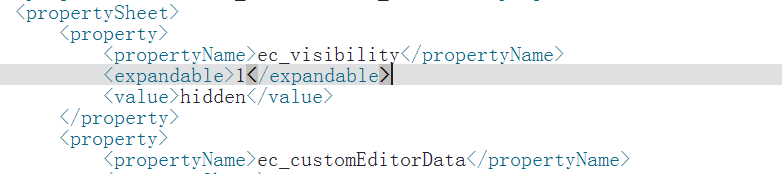 <propertySheet>
<property>
<propertyName>ec_visibility</propertyName>
<expandable>1</expandable>
<value>hidden</value>
</property>
<property>
<propertyName>ec_customEditorData</propertyName>